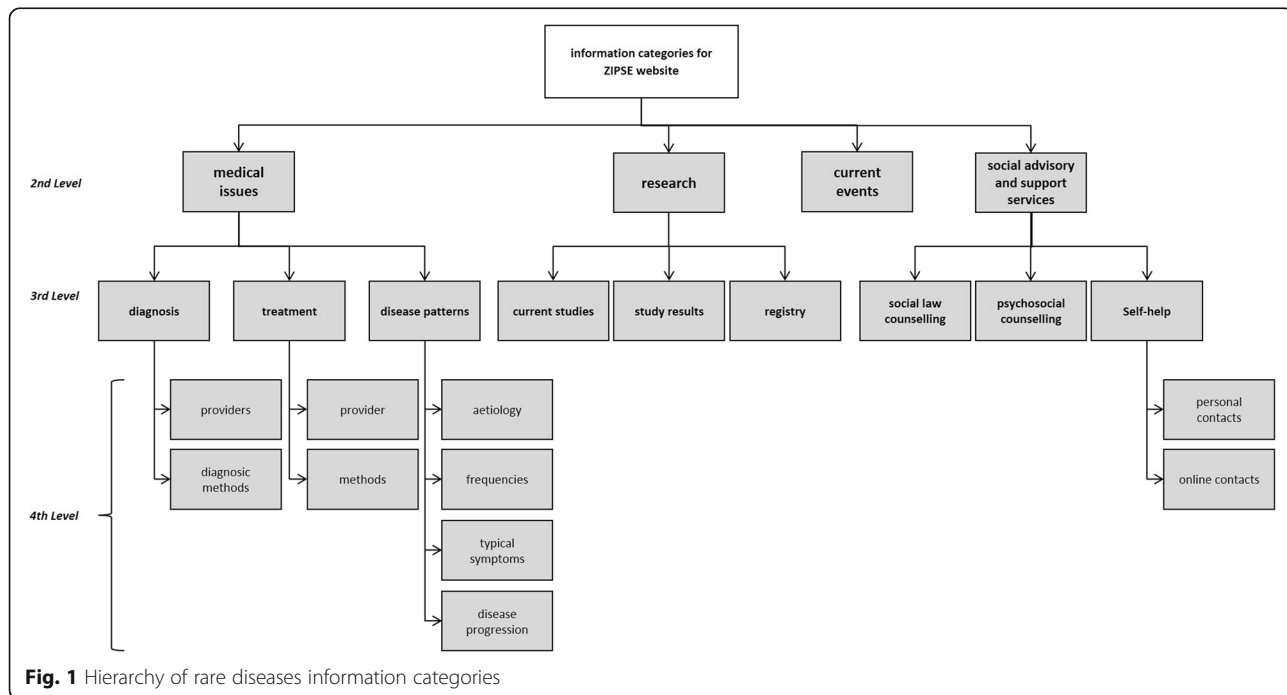 information categories for
ZIPSE website
2nd Level
medical
issues
research
current
events
social advisory
and support
services
3rd Level
diagnosis
treatment
disease patterns
current studies
study results
registry
social law
counselling
psychosocial
counselling
Self-help
4th Level
providers
provider
aetiology
personal
contacts
diagnosic
methods
methods
frequencies
online contacts
typical
symptoms
disease
progression
Fig. 1 Hierarchy of rare diseases information categories